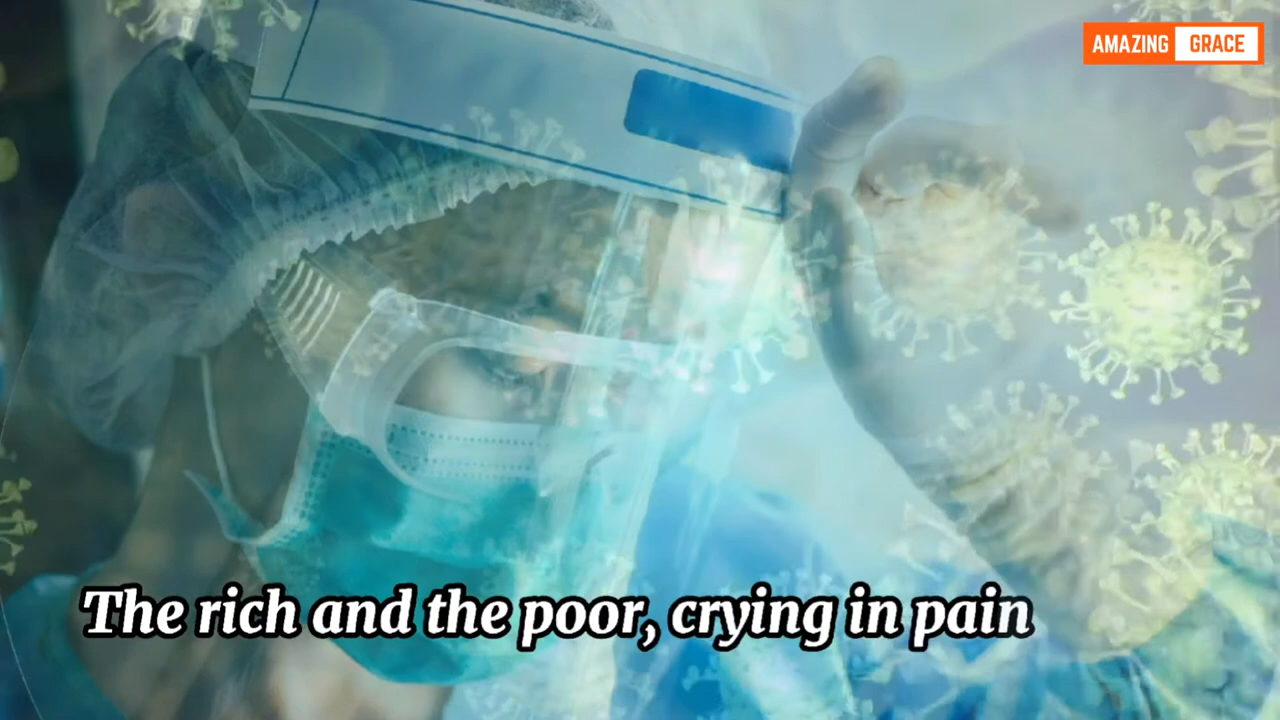 AMAZING GRACE
The rich and the poor, crying in pain